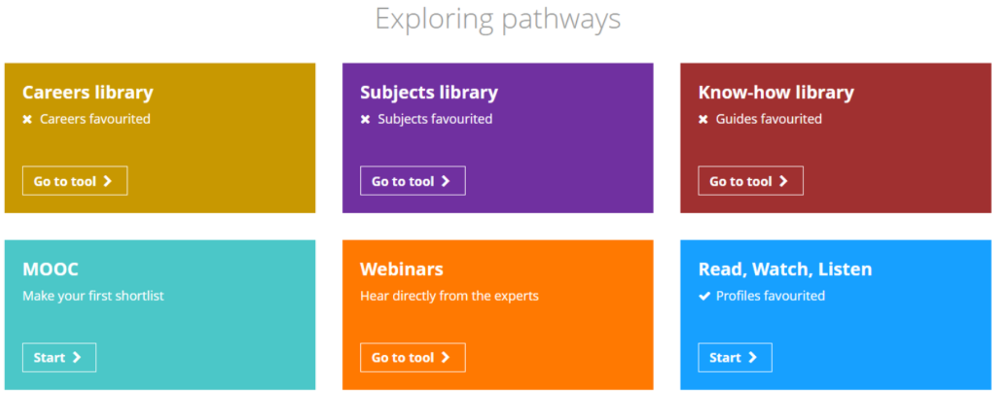 Exploring pathways
Careers library
✖ Careers favourited
Go to tool
Subjects library
✖ Subjects favourited
Go to tool
Know-how library
✖ Guides favourited
Go to tool
MOOC
Make your first shortlist
Start
Webinars
Hear directly from the experts
Go to tool
Read, Watch, Listen
✔ Profiles favourited
Start